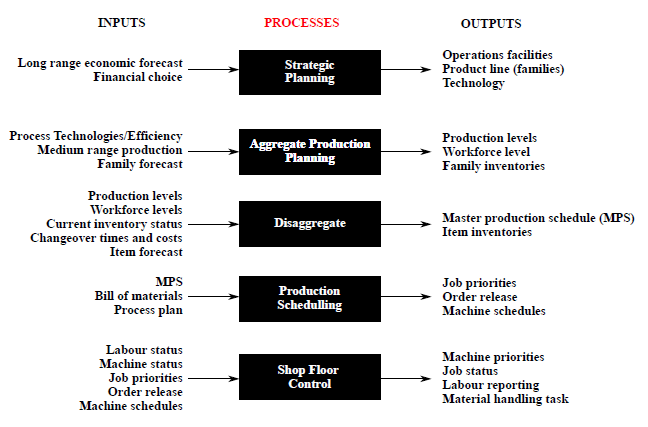 INPUTS
PROCESSES
OUTPUTS
Long range economic forecast
Financial choice
Strategic
Planning
Operations facilities
Product line (families)
Technology
Process Technologies/Efficiency
Medium range production
Family forecast
Aggregate Production
Planning
Production levels
Workforce level
Family inventories
Production levels
Workforce levels
Current inventory status
Changeover times and costs
Item forecast
Disaggregate
Master production schedule (MPS)
Item inventories
MPS
Bill of materials
Process plan
Production
Schedulling
Job priorities
Order release
Machine schedules
Labour status
Machine status
Job priorities
Order release
Machine schedules
Shop Floor
Control
Machine priorities
Job status
Labour reporting
Material handling task